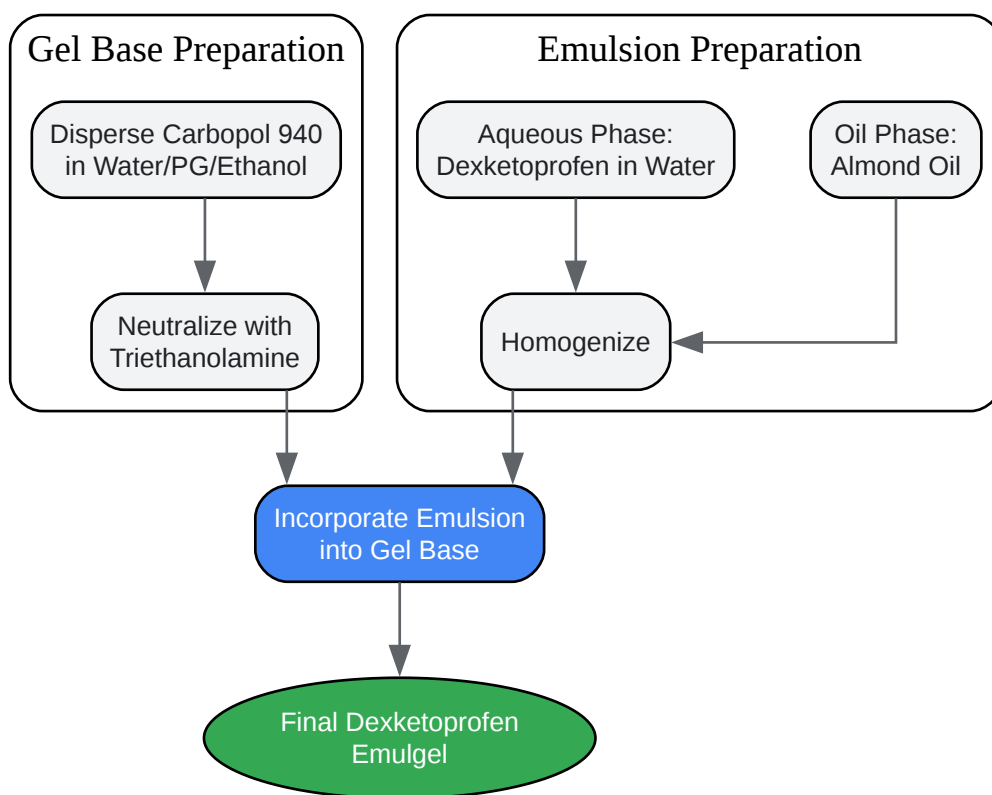 Gel Base Preparation
Disperse Carbopol 940
in Water/PG/Ethanol
Neutralize with
Triethanolamine
Emulsion Preparation
Aqueous Phase:
Dexketoprofen in Water
Oil Phase:
Almond Oil
Homogenize
Incorporate Emulsion
into Gel Base
Final Dexketoprofen
Emulgel